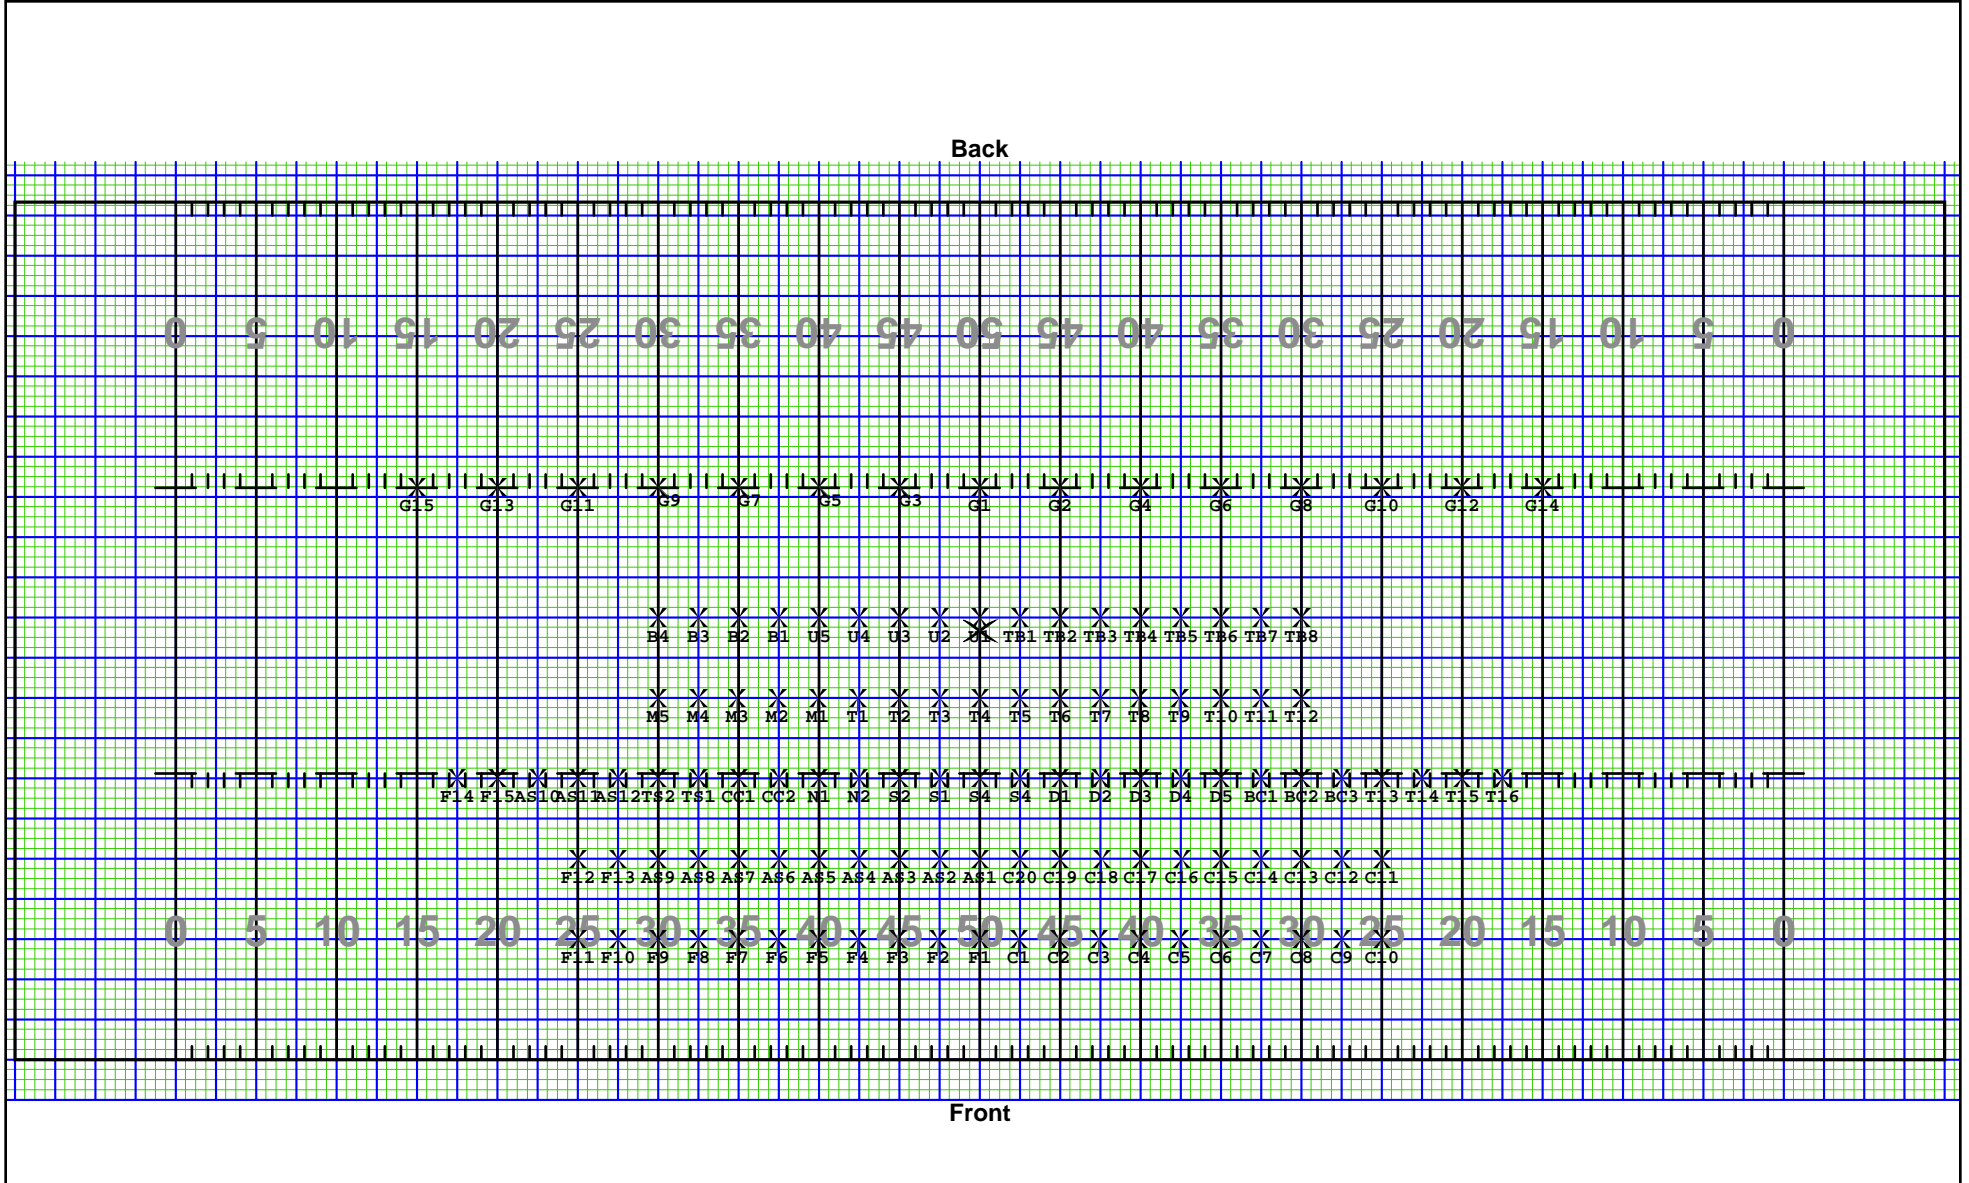 Back
0 5 10 15 20 25 30 35 40 45 50 45 40 35 30 25 20 15 10 5 0
G15 G13 G11 G9 G7 G5 G3 G1 G2 G4 G6 G8 G10 G12 G14
B4 B3 B2 B1 U5 U4 U3 U2 U1 TB1 TB2 TB3 TB4 TB5 TB6 TB7 TB8
M5 M4 M3 M2 M1 T1 T2 T3 T4 T5 T6 T7 T8 T9 T10 T11 T12
F14 F15 AS10 AS11 AS12 TS2 TS1 CC1 CC2 N1 N2 S2 S1 S4 S4 D1 D2 D3 D4 D5 BC1 BC2 BC3 T13 T14 T15 T16
F12 F13 AS9 AS8 AS7 AS6 AS5 AS4 AS3 AS2 AS1 C20 C19 C18 C17 C16 C15 C14 C13 C12 C11
0 5 10 15 20 25 30 35 40 45 50 45 40 35 30 25 20 15 10 5 0
F11 F10 F9 F8 F7 F6 F5 F4 F3 F2 F1 C1 C2 C3 C4 C5 C6 C7 C8 C9 C10
Front